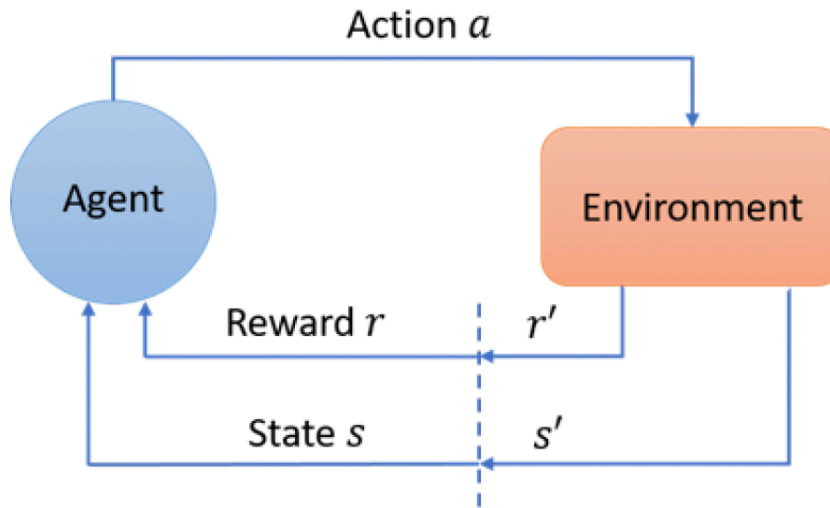 Action a
Agent
Environment
Reward r
r′
State s
s′